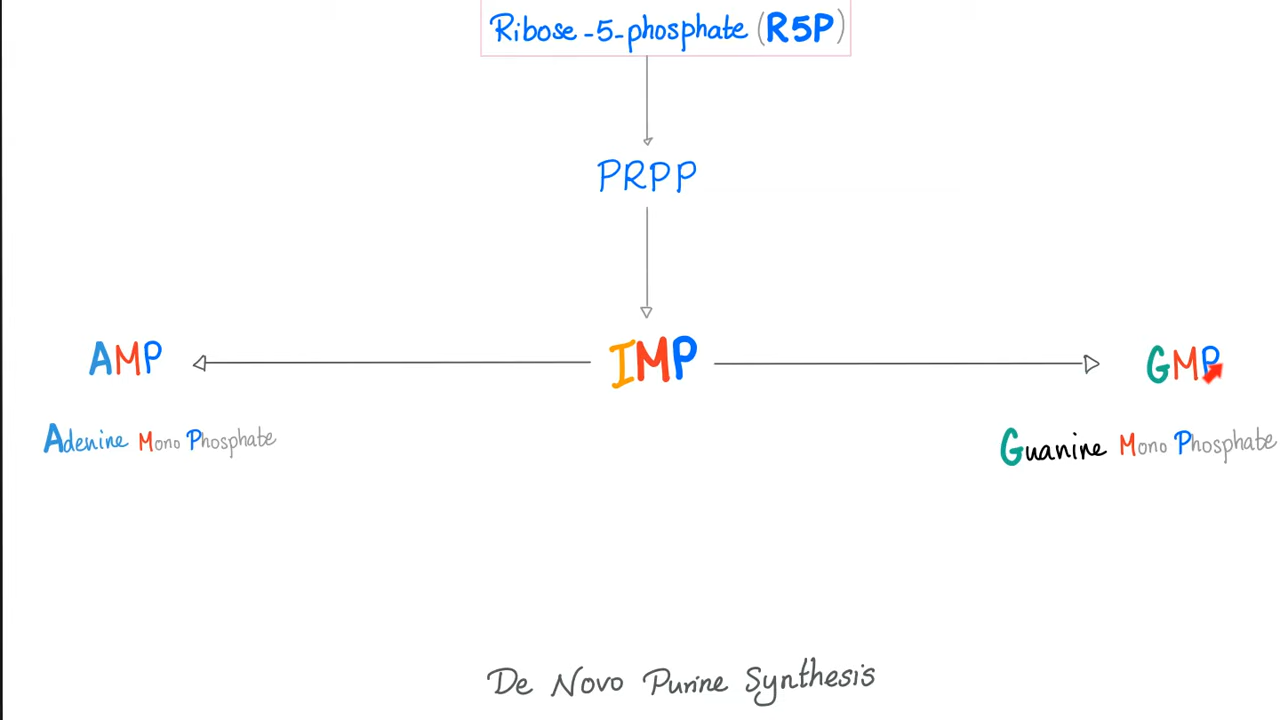 Ribose-5-phosphate (R5P)
PRPP
AMP IMP GMP
Adenine Mono Phosphate Guanine Mono Phosphate
De Novo Purine Synthesis